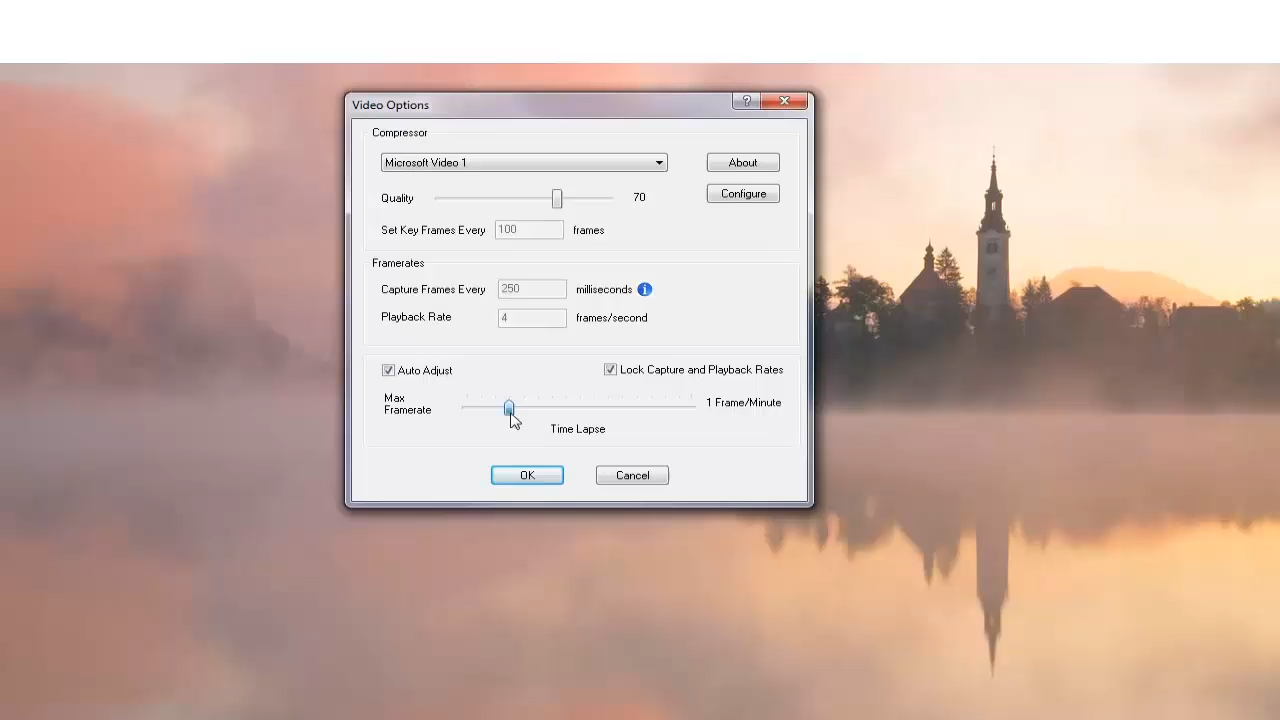 Video Options
?
Compressor
Microsoft Video 1
About
Quality
70
Configure
Set Key Frames Every
100
frames
Framerates
Capture Frames Every
250
milliseconds
i
Playback Rate
4
frames/second
Auto Adjust
Lock Capture and Playback Rates
Max
Framerate
1 Frame/Minute
Time Lapse
OK
Cancel